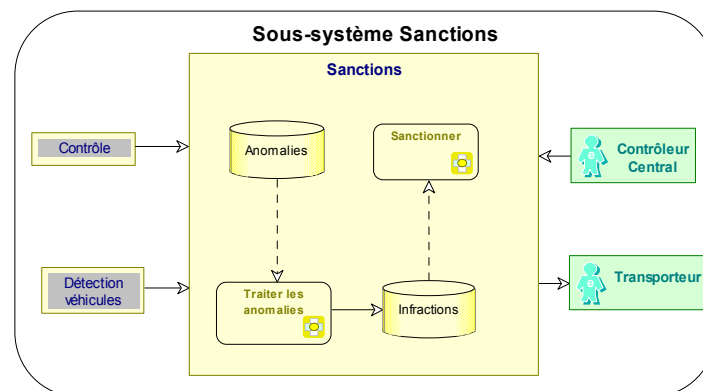 Sous-système Sanctions
Sanctions
Contrôle
Anomalies
Sanctionner
Contrôleur
Central
Détection
véhicules
Traiter les
anomalies
Infractions
Transporteur